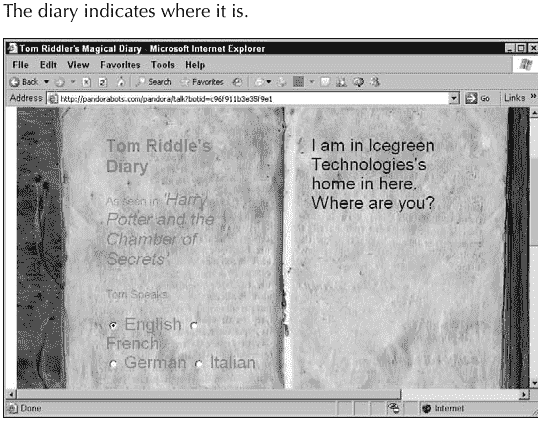 The diary indicates where it is.
Tom Riddler's Magical Diary - Microsoft Internet Explorer
File Edit View Favorites Tools Help
Back Search Favorites
Address http://pandorabots.com/pandora/talk?botid=c96f911b3e35f9e1 Go Links »
Tom Riddle's
Diary
As seen in 'Harry
Potter and the
Chamber of
Secrets'
Tom Speaks
English
French
German Italian
I am in Icegreen
Technologies's
home in here.
Where are you?
Done Internet